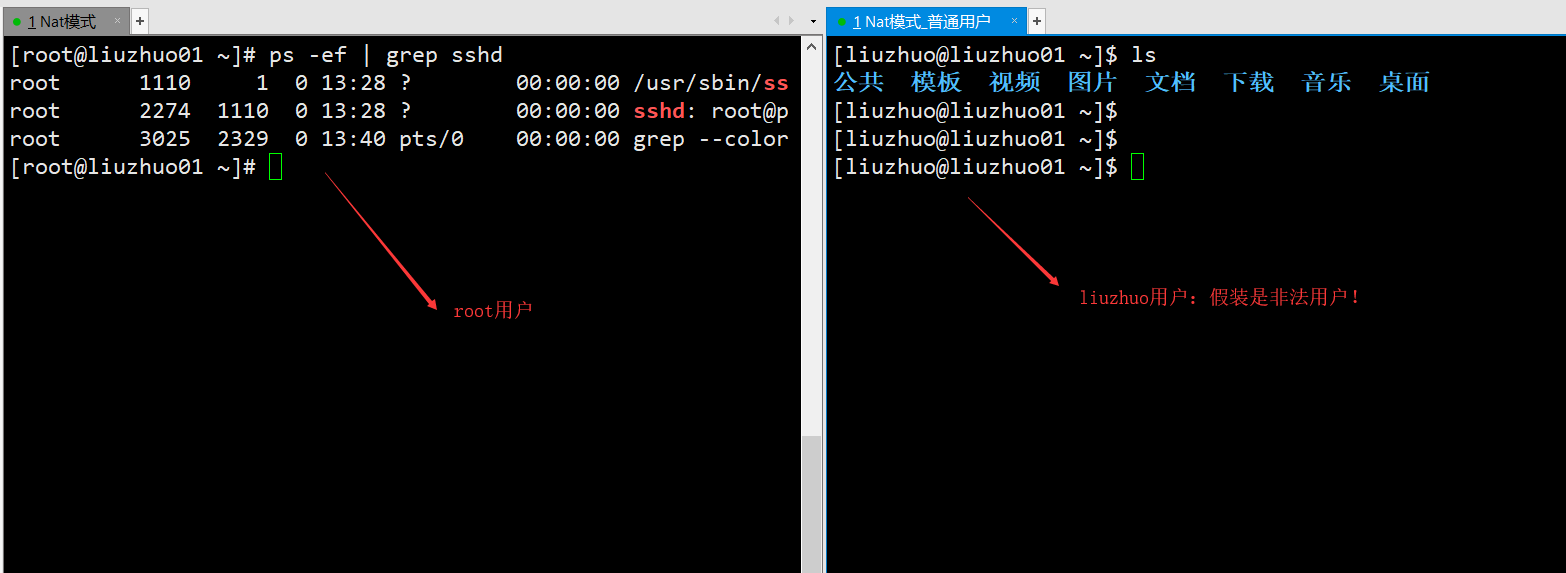 1 Nat模式 × +
[root@liuzhuo01 ~]# ps -ef | grep sshd
root 1110 1 0 13:28 ? 00:00:00 /usr/sbin/ss
root 2274 1110 0 13:28 ? 00:00:00 sshd: root@p
root 3025 2329 0 13:40 pts/0 00:00:00 grep --color
[root@liuzhuo01 ~]#
root用户
1 Nat模式_普通用户 × +
[liuzhuo@liuzhuo01 ~]$ ls
公共 模板 视频 图片 文档 下载 音乐 桌面
[liuzhuo@liuzhuo01 ~]$
[liuzhuo@liuzhuo01 ~]$
[liuzhuo@liuzhuo01 ~]$
liuzhuo用户：假装是非法用户！